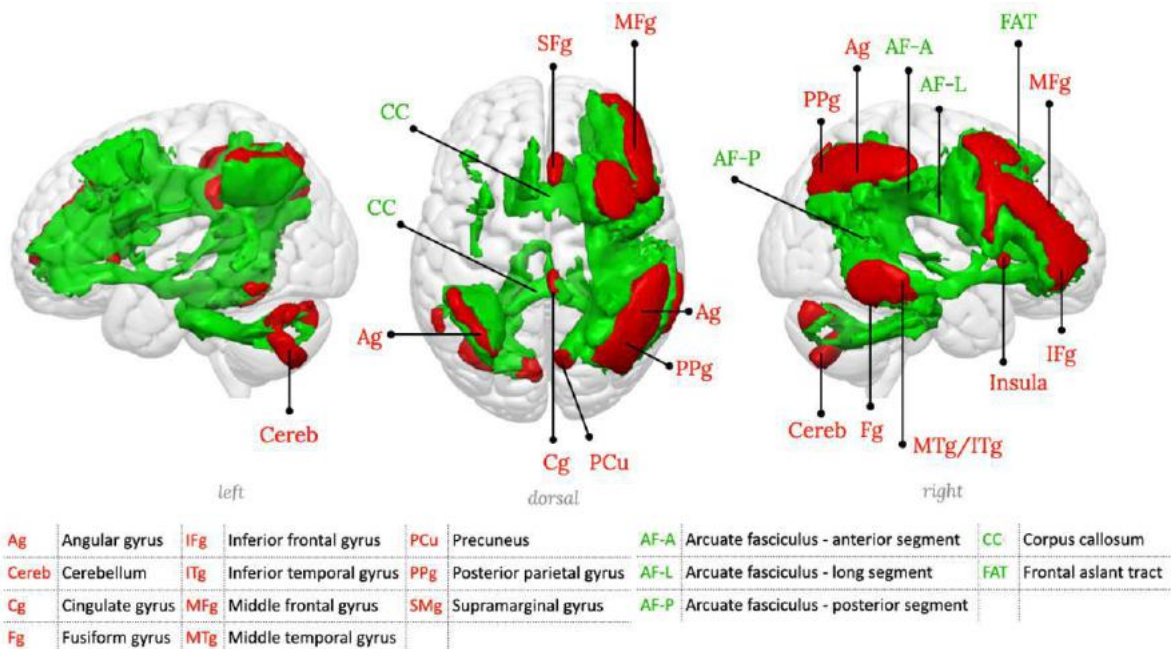 MFg
SFg
FAT
Ag
AF-A
MFg
AF-L
PPg
CC
AF-P
CC
Ag
Ag
PPg
IFg
Insula
Cereb
Cereb
Fg
MTg/ITg
Cg
PCu
left
dorsal
right
Ag Angular gyrus IFg Inferior frontal gyrus PCu Precuneus AF-A Arcuate fasciculus - anterior segment CC Corpus callosum
Cereb Cerebellum ITg Inferior temporal gyrus PPg Posterior parietal gyrus AF-L Arcuate fasciculus - long segment FAT Frontal aslant tract
Cg Cingulate gyrus MFg Middle frontal gyrus SMg Supramarginal gyrus AF-P Arcuate fasciculus - posterior segment
Fg Fusiform gyrus MTg Middle temporal gyrus